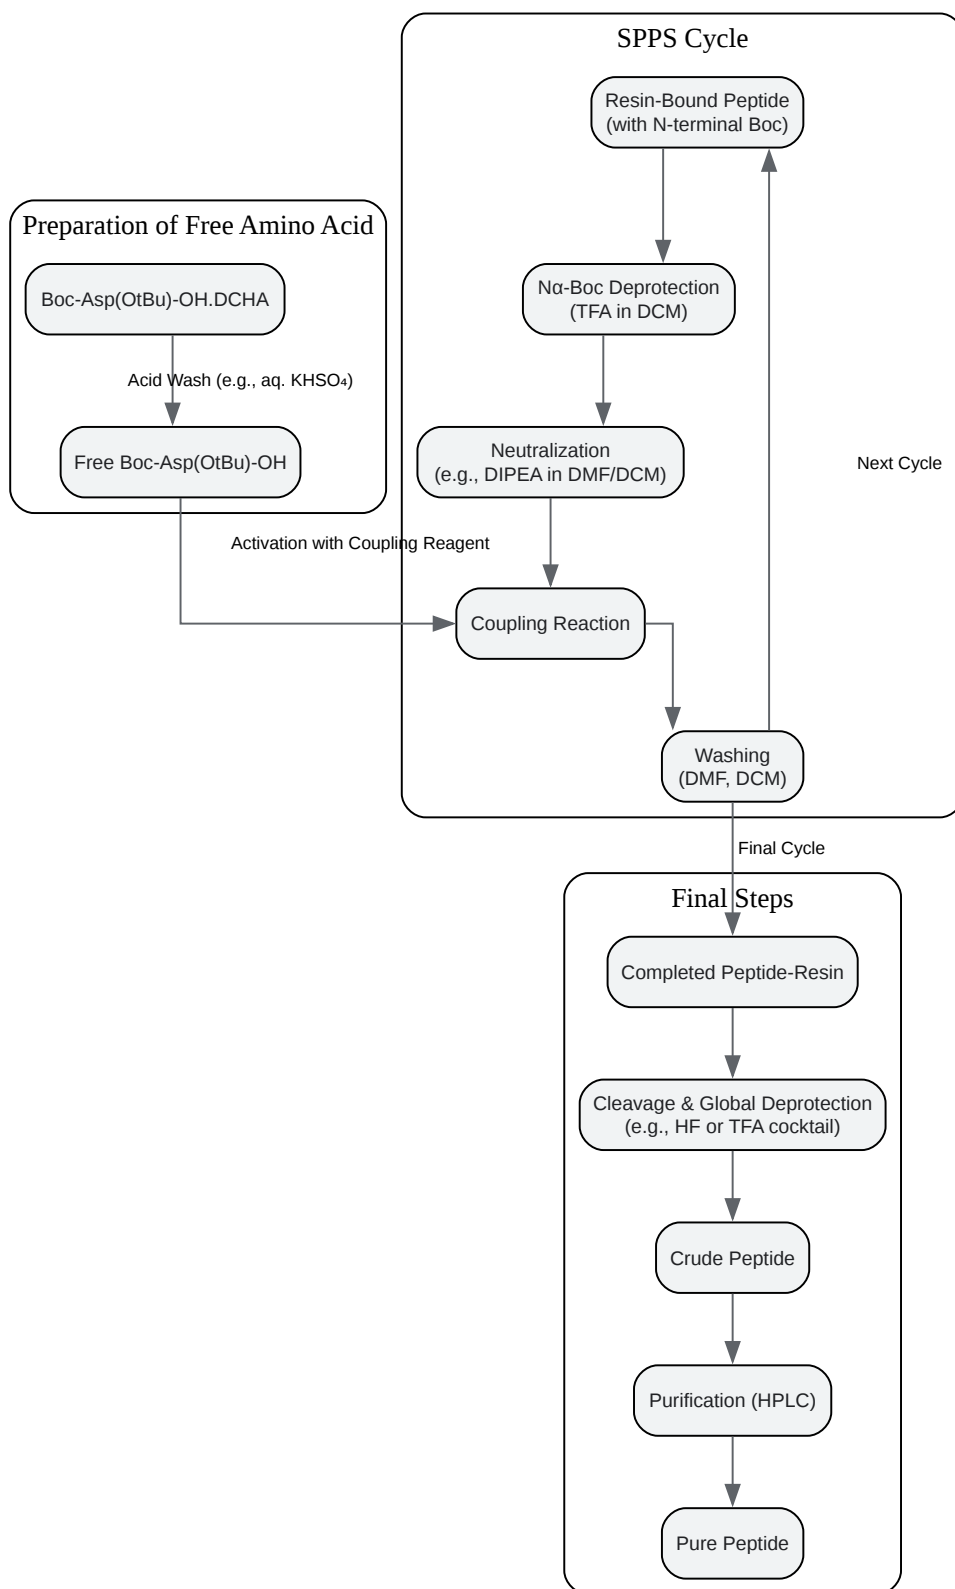 SPPS Cycle
Resin-Bound Peptide
(with N-terminal Boc)
Preparation of Free Amino Acid
Boc-Asp(OtBu)-OH.DCHA
Nα-Boc Deprotection
(TFA in DCM)
Acid Wash (e.g., aq. KHSO₄)
Free Boc-Asp(OtBu)-OH
Neutralization
(e.g., DIPEA in DMF/DCM)
Next Cycle
Activation with Coupling Reagent
Coupling Reaction
Washing
(DMF, DCM)
Final Cycle
Final Steps
Completed Peptide-Resin
Cleavage & Global Deprotection
(e.g., HF or TFA cocktail)
Crude Peptide
Purification (HPLC)
Pure Peptide